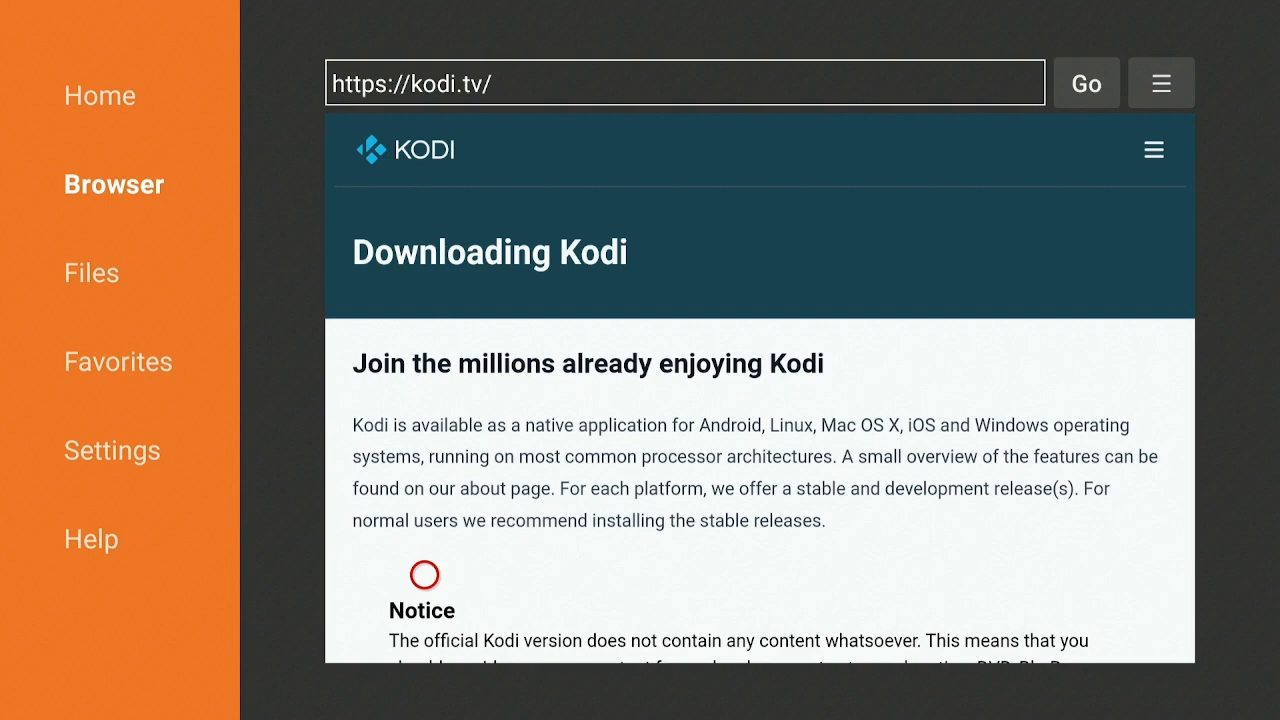 Home
Browser
Files
Favorites
Settings
Help
https://kodi.tv/
Go
KODI
Downloading Kodi
Join the millions already enjoying Kodi
Kodi is available as a native application for Android, Linux, Mac OS X, iOS and Windows operating
systems, running on most common processor architectures. A small overview of the features can be
found on our about page. For each platform, we offer a stable and development release(s). For
normal users we recommend installing the stable releases.
Notice
The official Kodi version does not contain any content whatsoever. This means that you